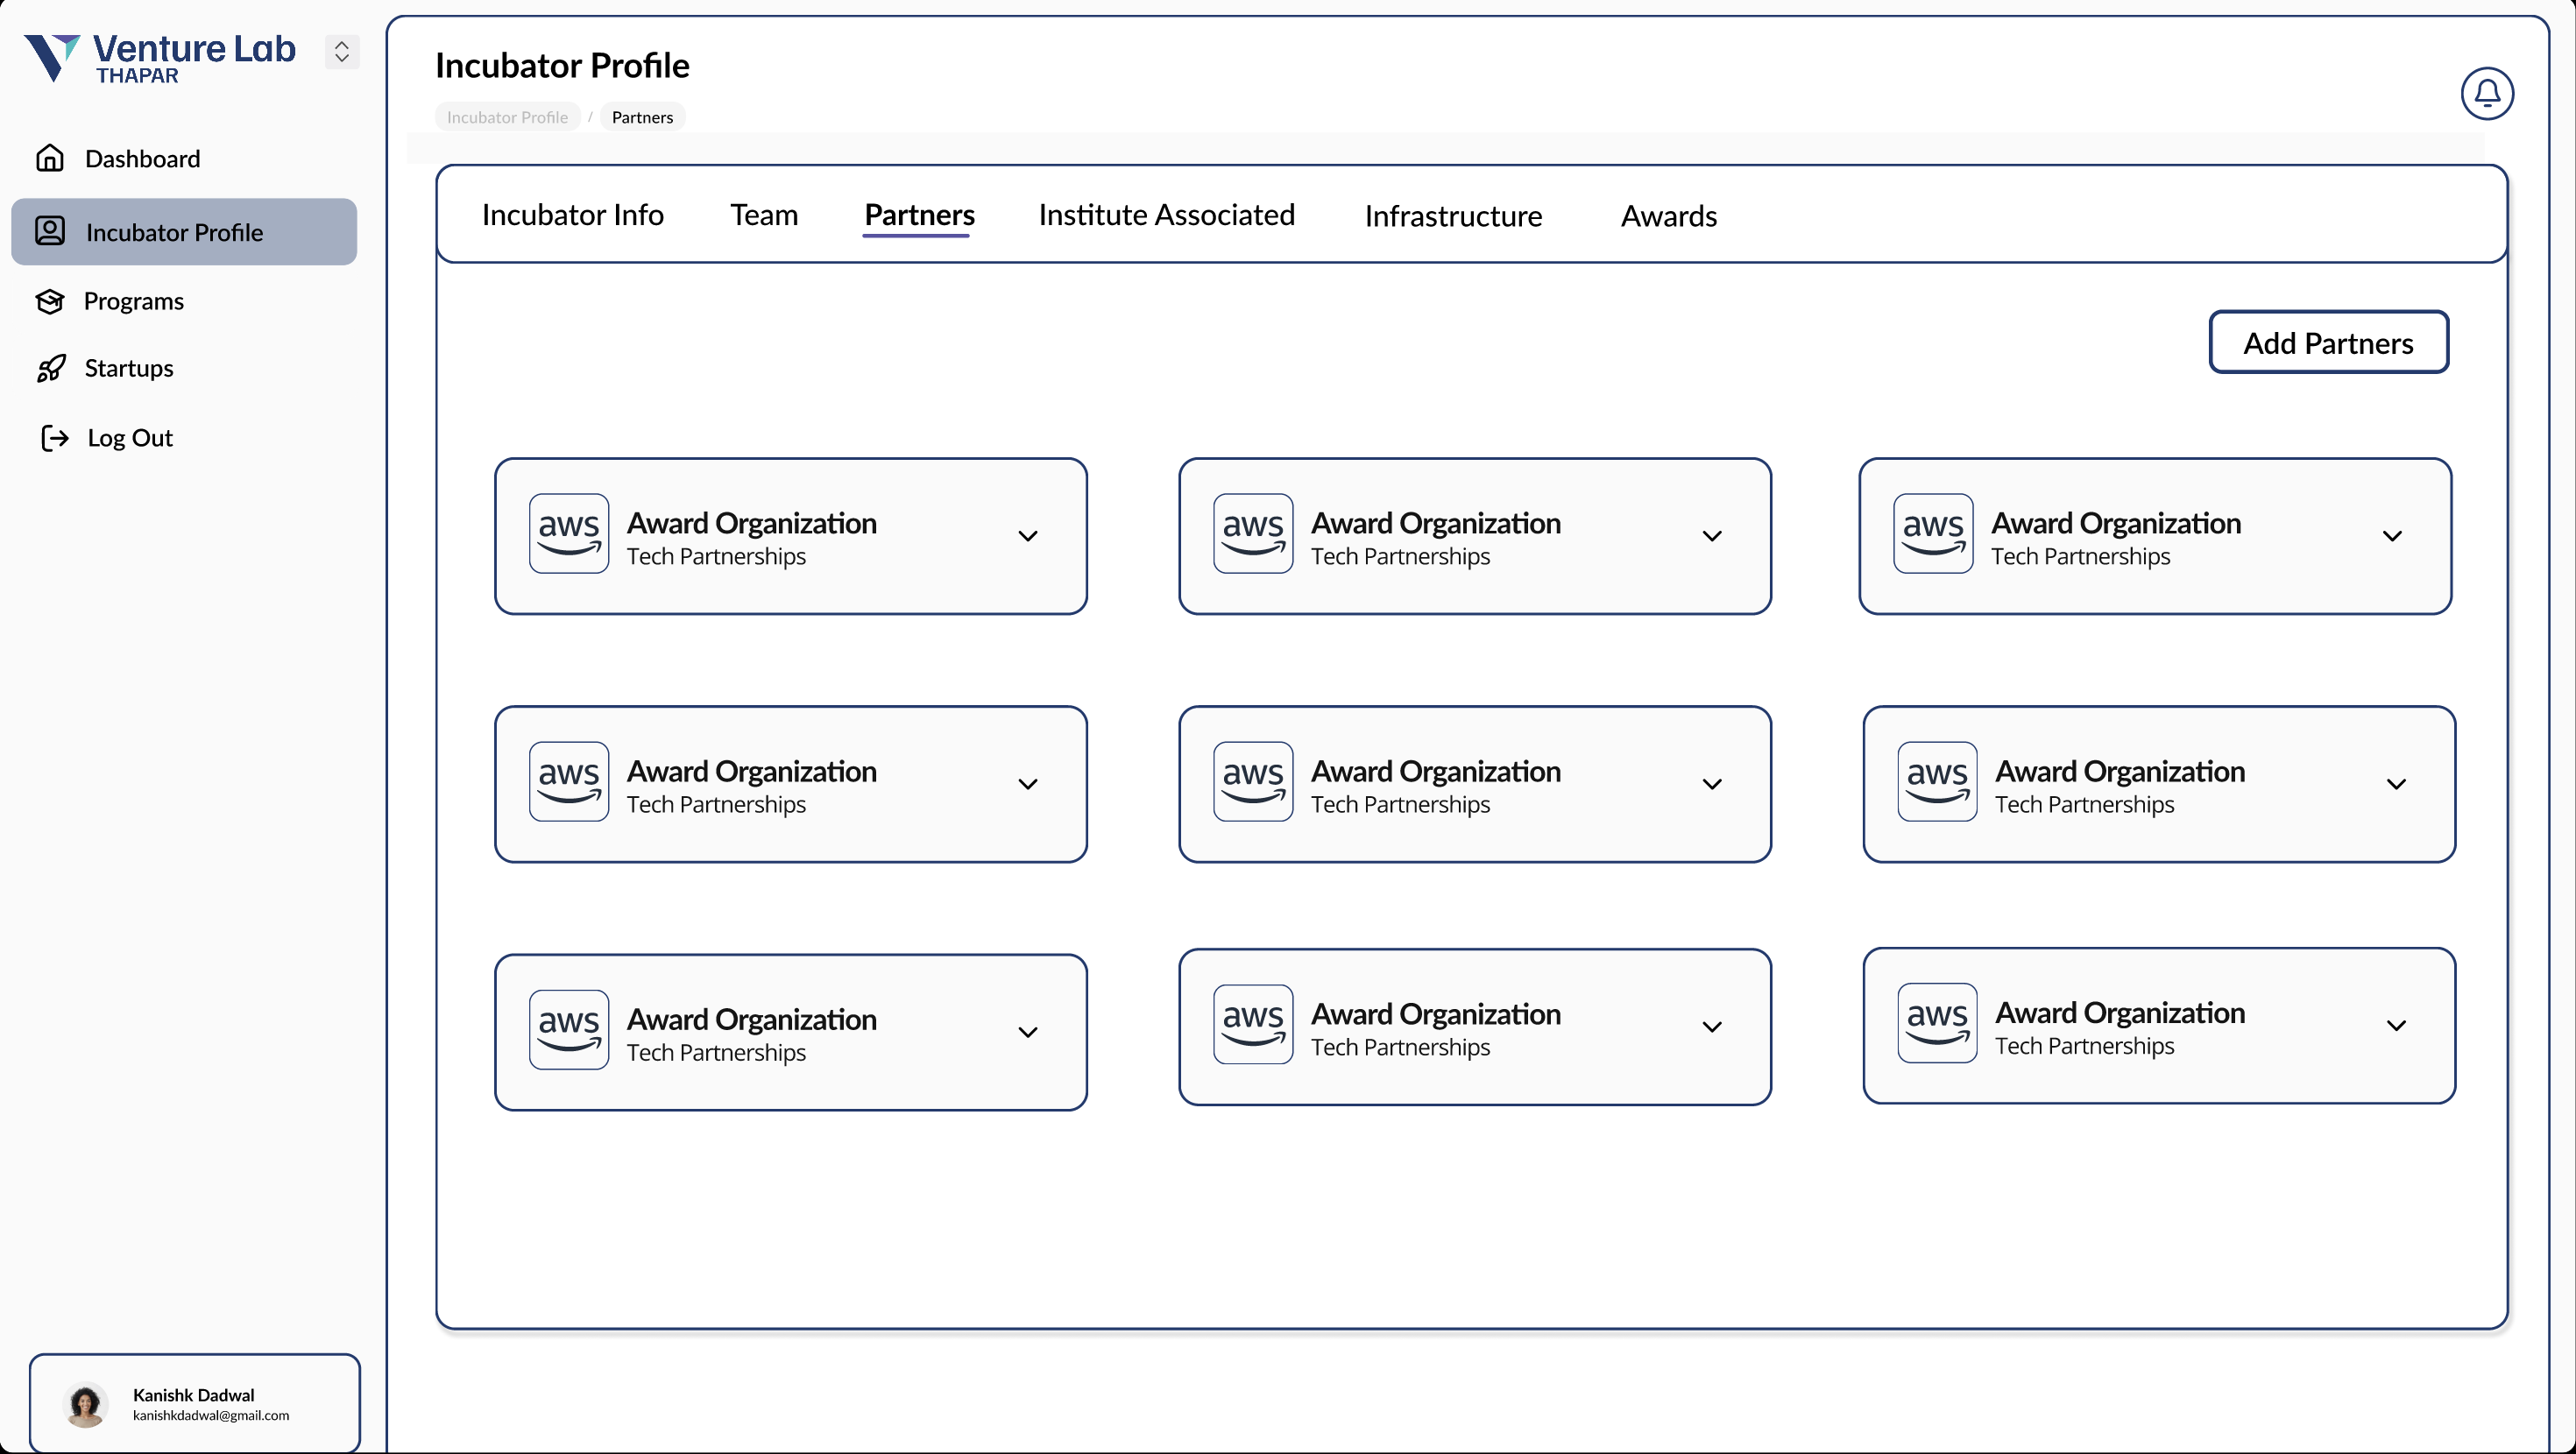 Venture Lab
THAPAR
Dashboard
Incubator Profile
Programs
Startups
Log Out
Kanishk Dadwal
kanishkdadwal@gmail.com
Incubator Profile
Incubator Profile / Partners
Incubator Info Team Partners Institute Associated Infrastructure Awards
Add Partners
aws Award Organization
Tech Partnerships
aws Award Organization
Tech Partnerships
aws Award Organization
Tech Partnerships
aws Award Organization
Tech Partnerships
aws Award Organization
Tech Partnerships
aws Award Organization
Tech Partnerships
aws Award Organization
Tech Partnerships
aws Award Organization
Tech Partnerships
aws Award Organization
Tech Partnerships